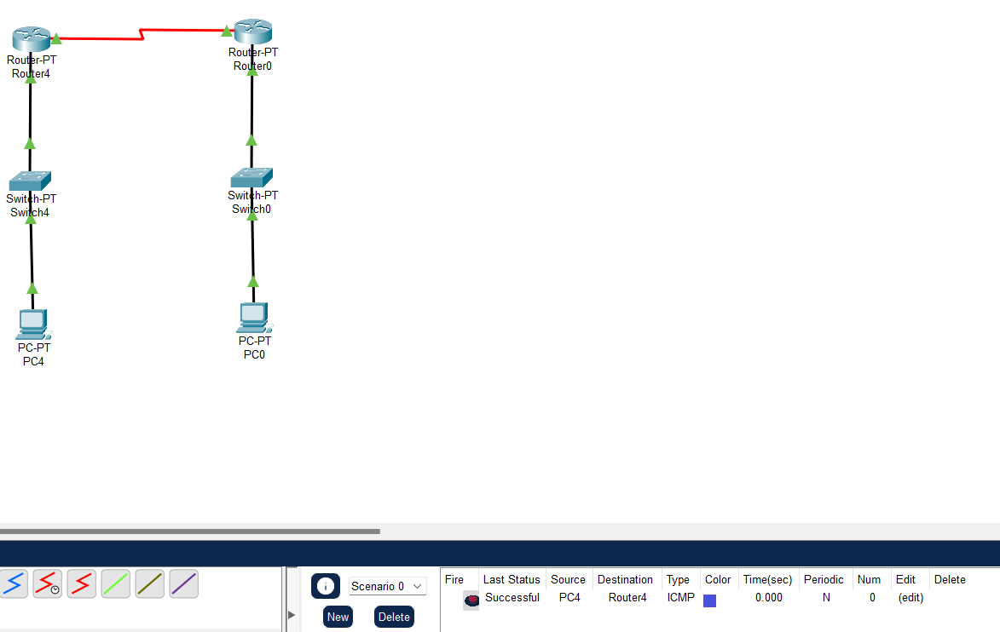 Router-PT
Router4
Router-PT
Router0
Switch-PT
Switch4
Switch-PT
Switch0
PC-PT
PC4
PC-PT
PC0
Scenario 0
New Delete
Fire Last Status Source Destination Type Color Time(sec) Periodic Num Edit Delete
Successful PC4 Router4 ICMP 0.000 N 0 (edit)